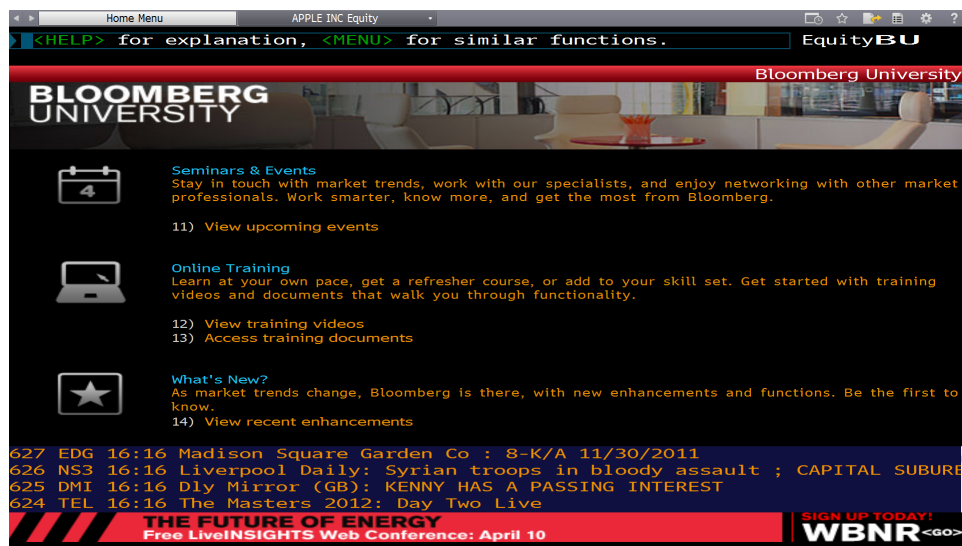 Home Menu APPLE INC Equity
<HELP> for explanation, <MENU> for similar functions. EquityBU
Bloomberg University
BLOOMBERG
UNIVERSITY
4
Seminars & Events
Stay in touch with market trends, work with our specialists, and enjoy networking with other market
professionals. Work smarter, know more, and get the most from Bloomberg.
11) View upcoming events
Online Training
Learn at your own pace, get a refresher course, or add to your skill set. Get started with training
videos and documents that walk you through functionality.
12) View training videos
13) Access training documents
What's New?
As market trends change, Bloomberg is there, with new enhancements and functions. Be the first to
know.
14) View recent enhancements
627 EDG 16:16 Madison Square Garden Co : 8-K/A 11/30/2011
626 NS3 16:16 Liverpool Daily: Syrian troops in bloody assault ; CAPITAL SUBURB
625 DMI 16:16 Dly Mirror (GB): KENNY HAS A PASSING INTEREST
624 TEL 16:16 The Masters 2012: Day Two Live
THE FUTURE OF ENERGY
Free LiveINSIGHTS Web Conference: April 10
SIGN UP TODAY!
WBNR<GO>